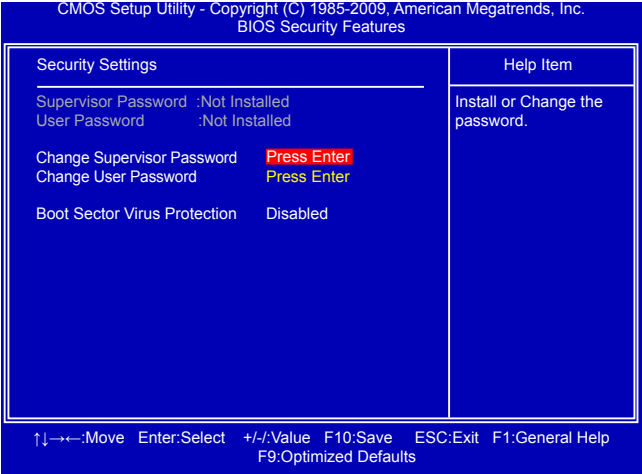 CMOS Setup Utility - Copyright (C) 1985-2009, American Megatrends, Inc.
BIOS Security Features
Security Settings
Help Item
Supervisor Password :Not Installed
User Password :Not Installed
Install or Change the
password.
Change Supervisor Password Press Enter
Change User Password Press Enter
Boot Sector Virus Protection Disabled
↑↓→←:Move Enter:Select +/-/:Value F10:Save ESC:Exit F1:General Help
F9:Optimized Defaults